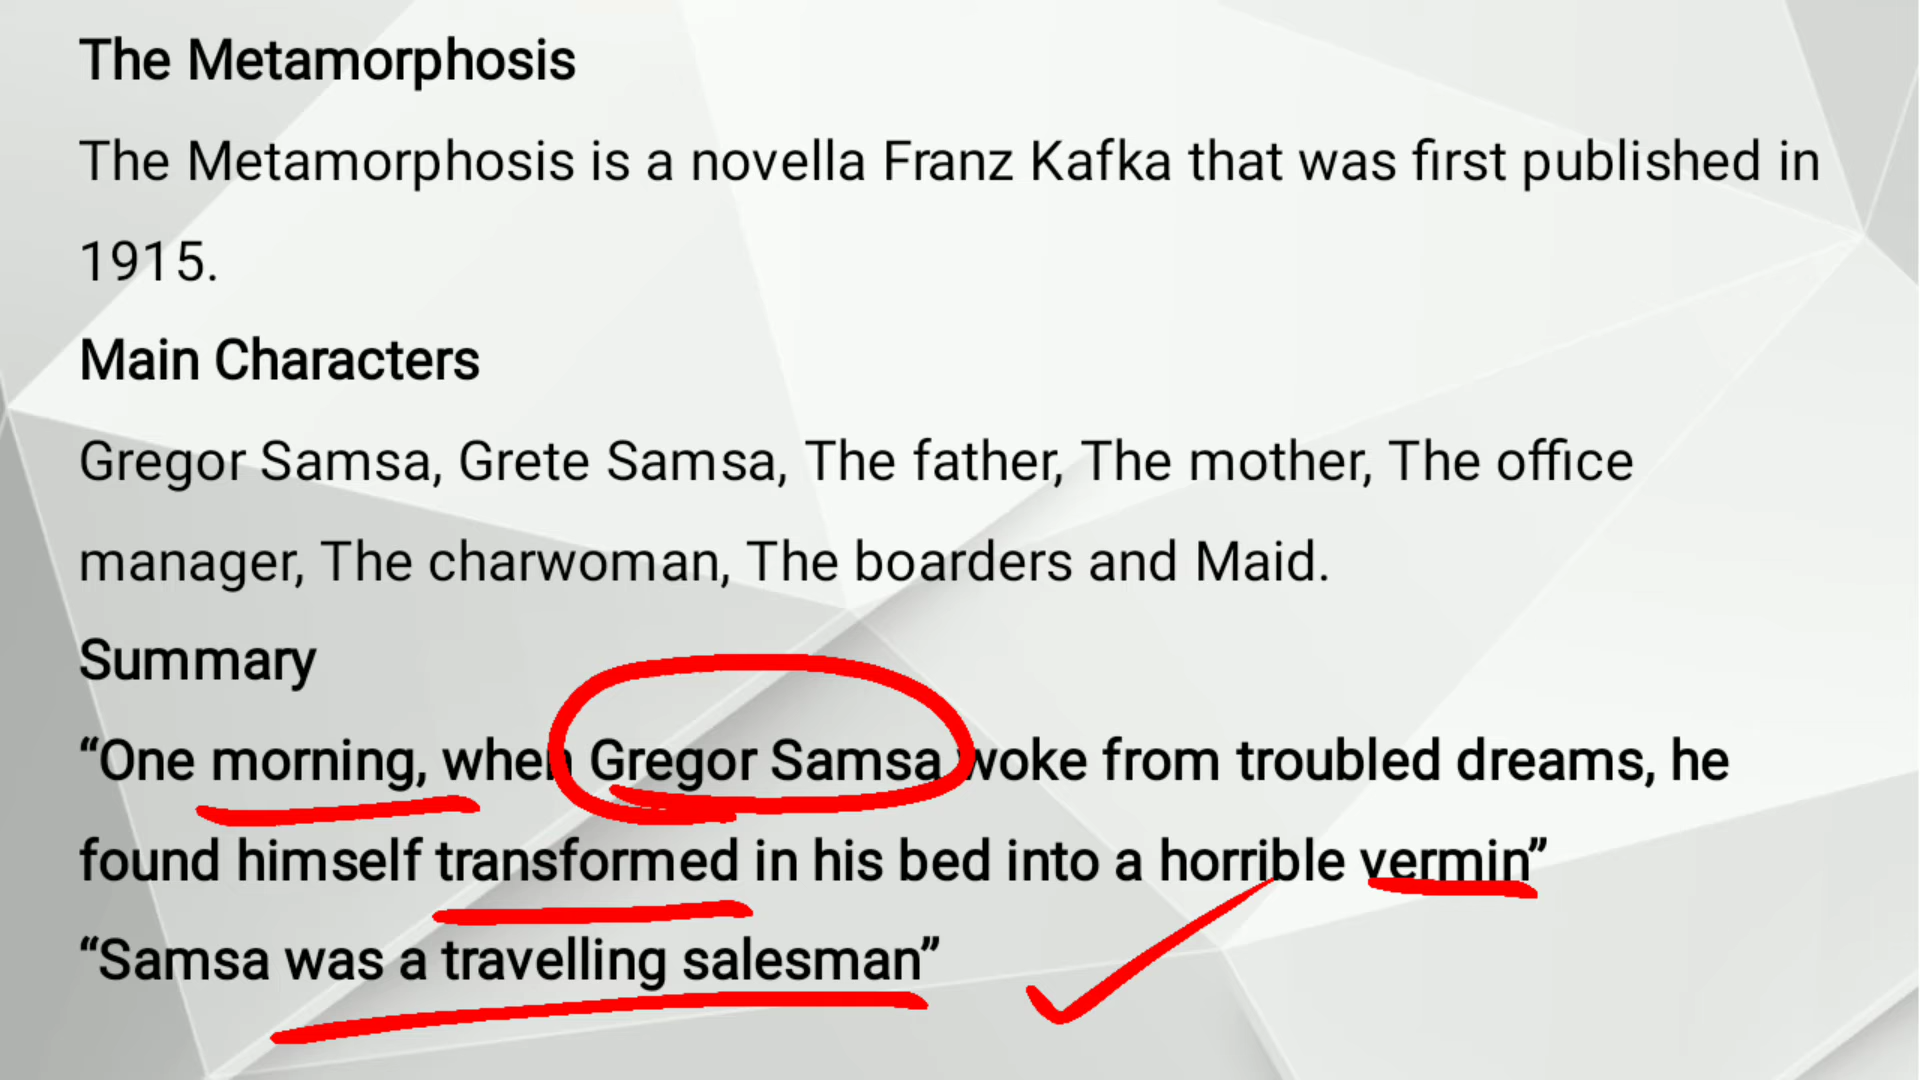 The Metamorphosis
The Metamorphosis is a novella Franz Kafka that was first published in
1915.
Main Characters
Gregor Samsa, Grete Samsa, The father, The mother, The office
manager, The charwoman, The boarders and Maid.
Summary
“One morning, when Gregor Samsa woke from troubled dreams, he
found himself transformed in his bed into a horrible vermin”
“Samsa was a travelling salesman”